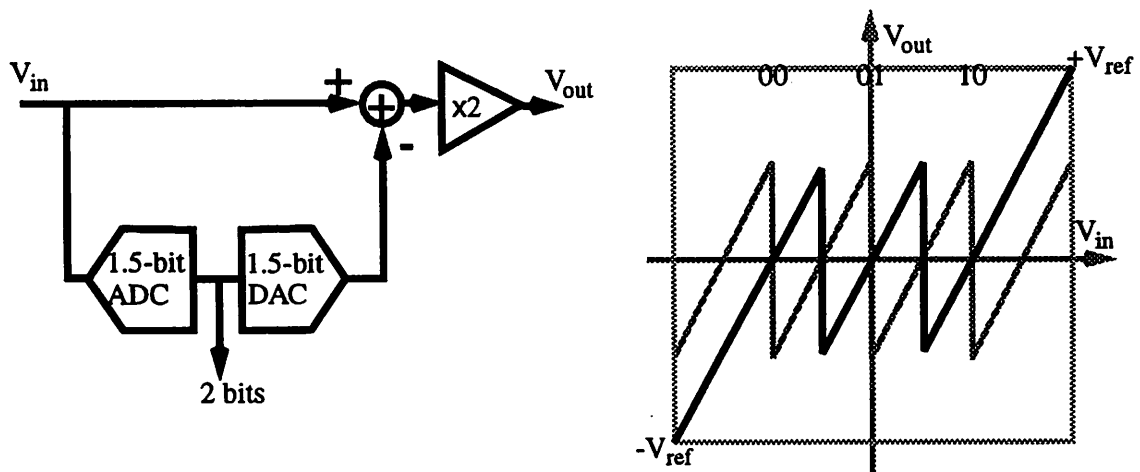 V_in
+
+
-
x2
V_out
1.5-bit
ADC
1.5-bit
DAC
2 bits
V_out
00
01
10
+V_ref
V_in
-V_ref